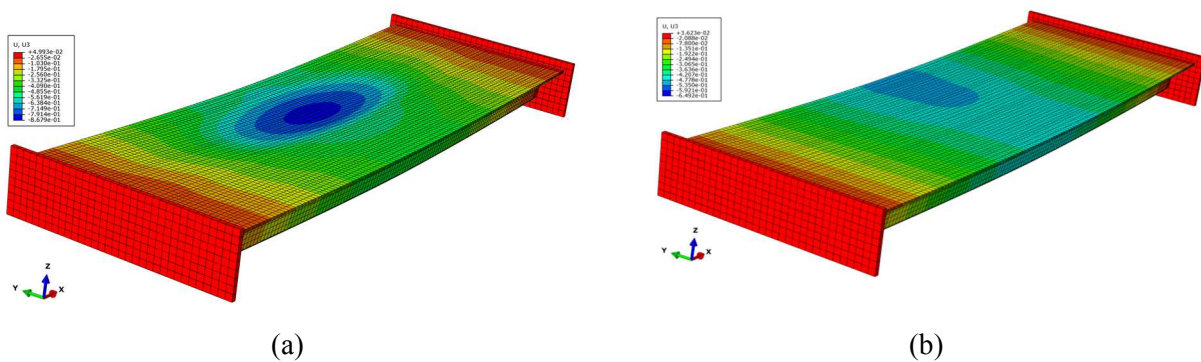 U, U3
+4.993e-02
-2.655e-02
-1.030e-01
-1.795e-01
-2.560e-01
-3.325e-01
-4.090e-01
-4.855e-01
-5.619e-01
-6.384e-01
-7.149e-01
-7.914e-01
-8.679e-01
Z
Y
X
(a)
U, U3
+3.623e-02
-2.088e-02
-7.800e-02
-1.351e-01
-1.922e-01
-2.494e-01
-3.065e-01
-3.636e-01
-4.207e-01
-4.778e-01
-5.350e-01
-5.921e-01
-6.492e-01
Z
Y
X
(b)